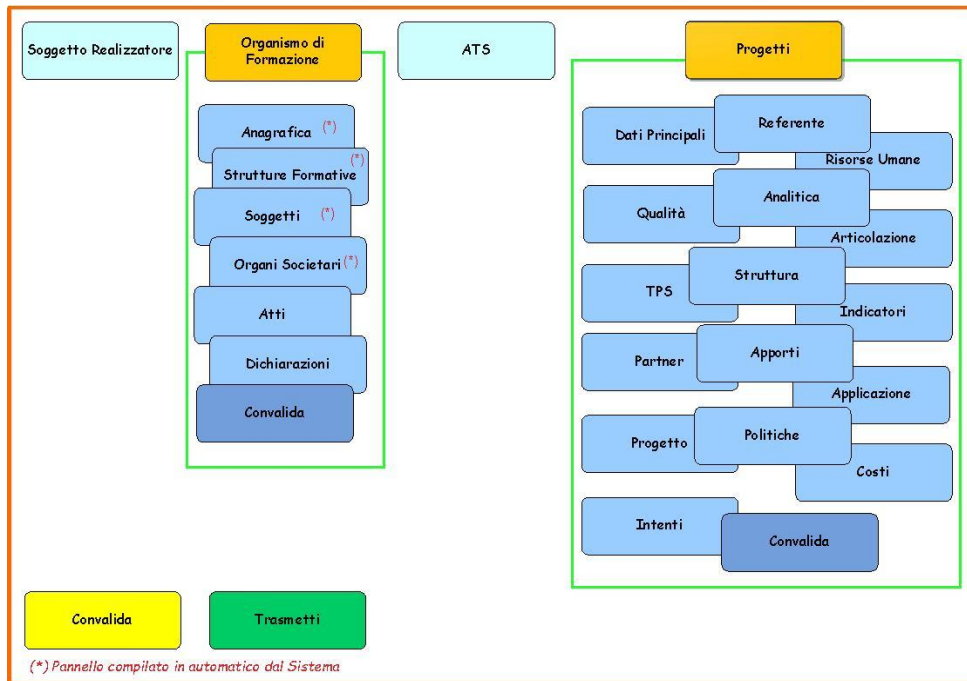 Soggetto Realizzatore
Organismo di
Formazione
ATS
Progetti
Anagrafica (*)
Strutture Formative (*)
Soggetti (*)
Organi Societari (*)
Atti
Dichiarazioni
Convalida
Dati Principali
Referente
Risorse Umane
Qualità
Analitica
Articolazione
TPS
Struttura
Indicatori
Partner
Apporti
Applicazione
Progetto
Politiche
Costi
Intenti
Convalida
Convalida
Trasmetti
(*) Pannello compilato in automatico dal Sistema